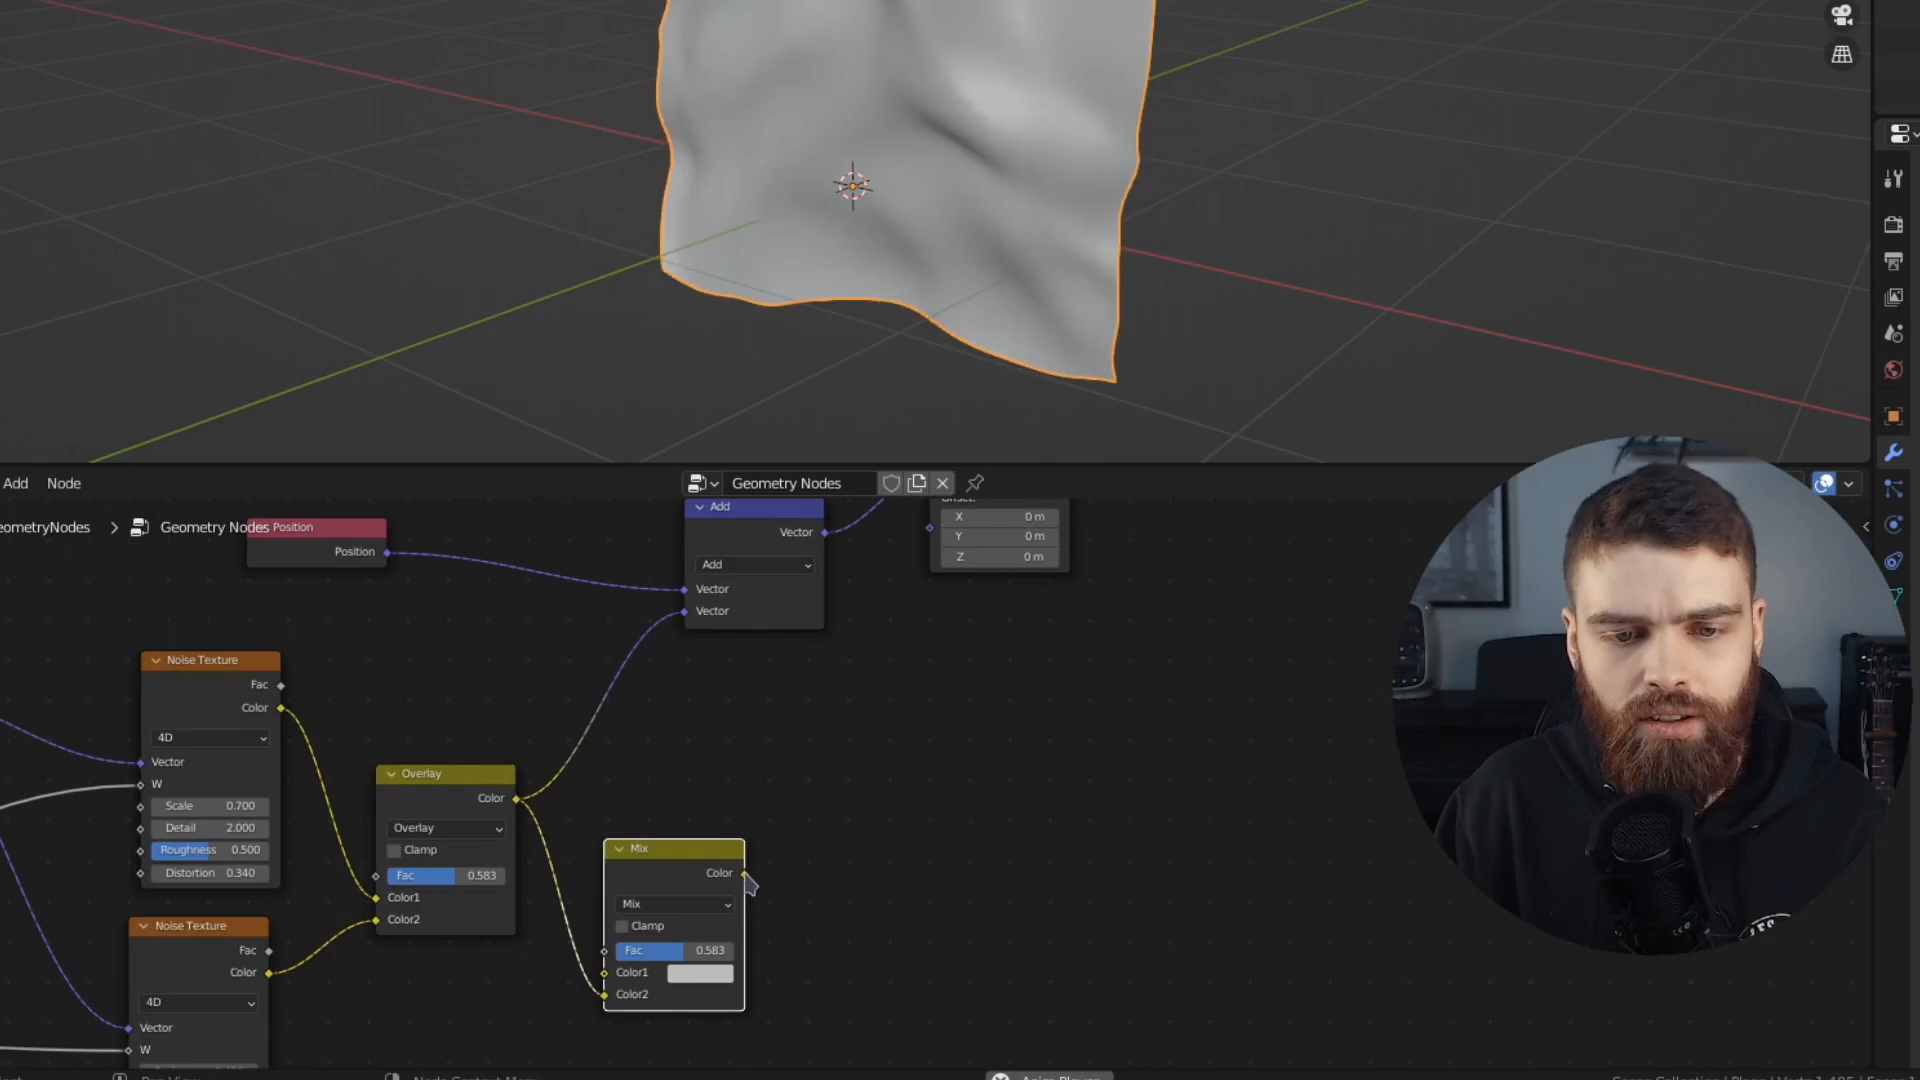 Add Node
Geometry Nodes
eometryNodes > Geometry Nodes
Position
Position
Add
Vector
Add
Vector
Vector
X 0 m
Y 0 m
Z 0 m
Noise Texture
Fac
Color
4D
Vector
W
Scale 0.700
Detail 2.000
Roughness 0.500
Distortion 0.340
Overlay
Color
Overlay
Clamp
Fac 0.583
Color1
Color2
Mix
Color
Mix
Clamp
Fac 0.583
Color1
Color2
Noise Texture
Fac
Color
4D
Vector
W